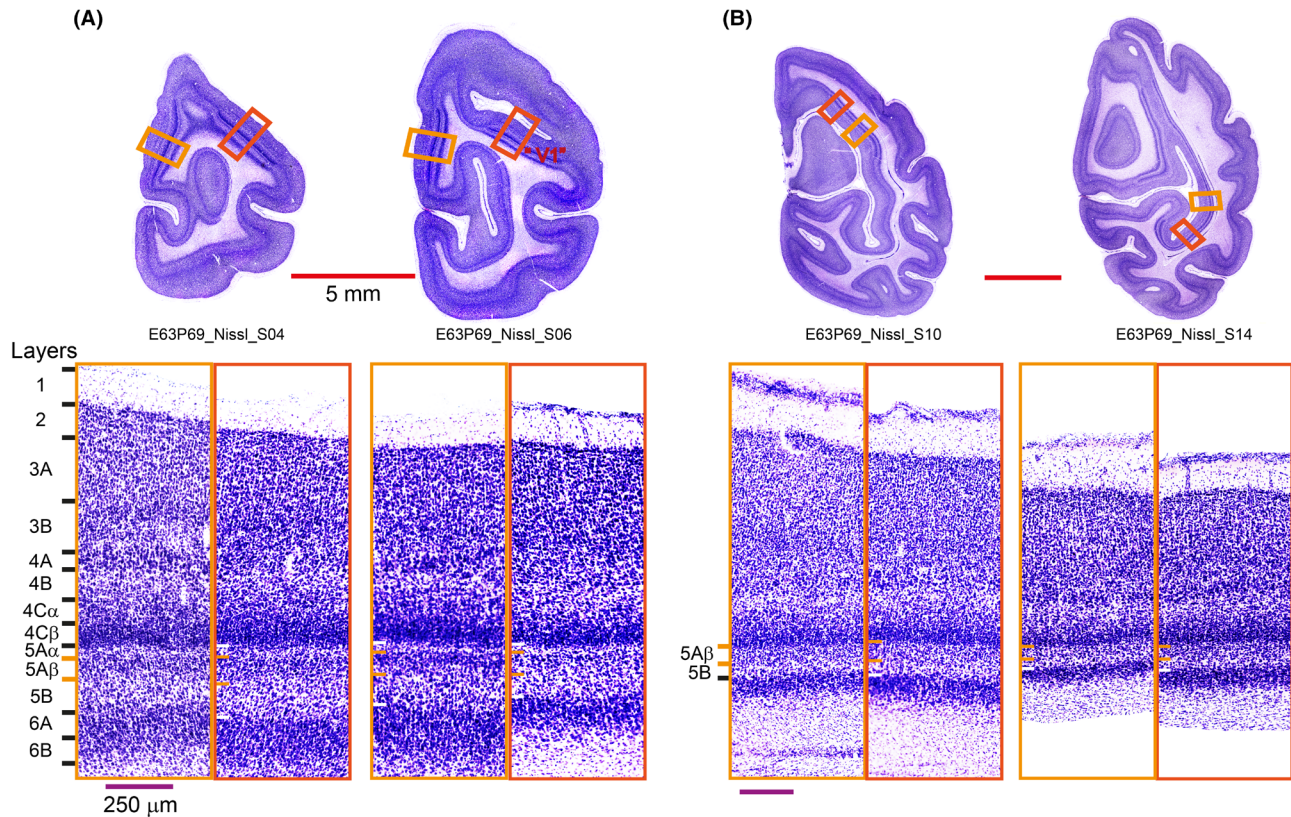 (A)
(B)
"V1"
5 mm
E63P69_Nissl_S04
E63P69_Nissl_S06
E63P69_Nissl_S10
E63P69_Nissl_S14
Layers
1
2
3A
3B
4A
4B
4Cα
4Cβ
5Aα
5Aβ
5B
6A
6B
5Aβ
5B
250 μm